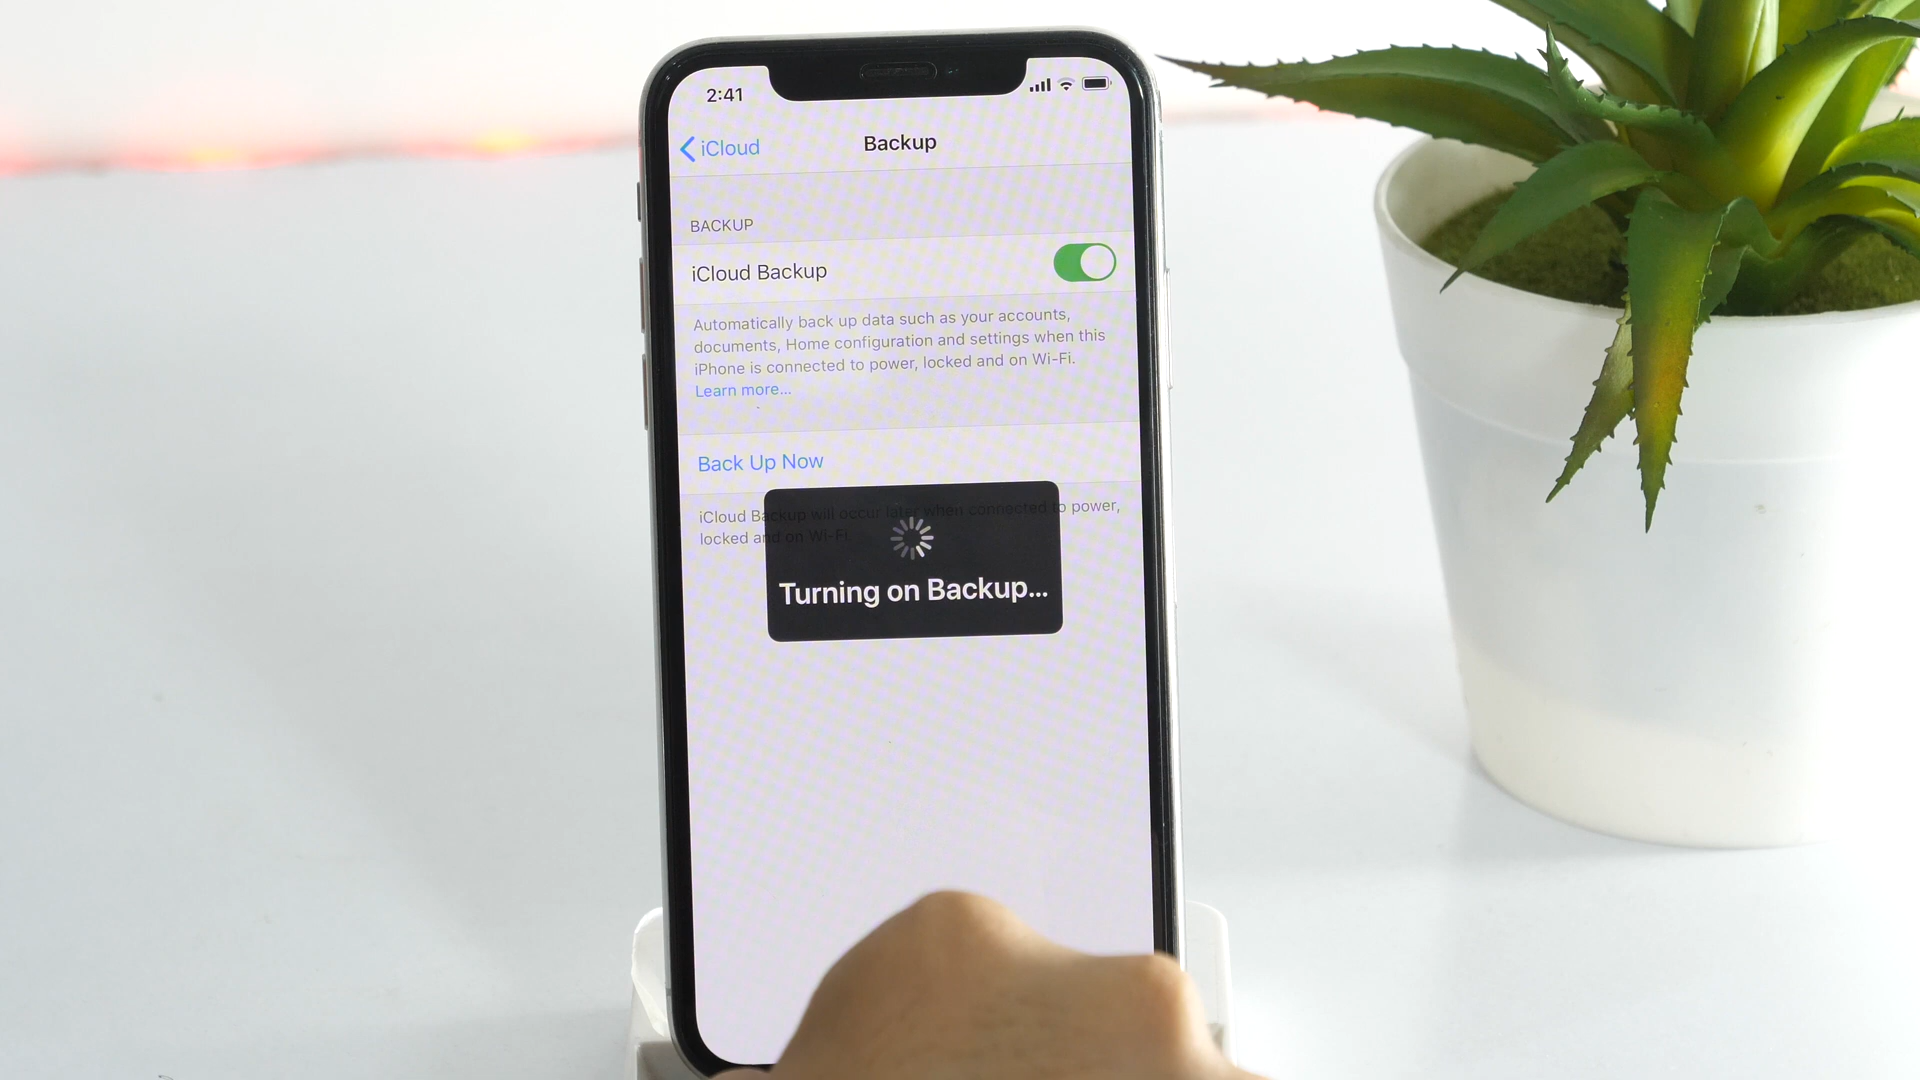 2:41
iCloud
Backup
BACKUP
iCloud Backup
Automatically back up data such as your accounts,
documents, Home configuration and settings when this
iPhone is connected to power, locked and on Wi-Fi.
Learn more...
Back Up Now
iCloud Backup will occur later when connected to power,
locked and on Wi-Fi.
Turning on Backup...